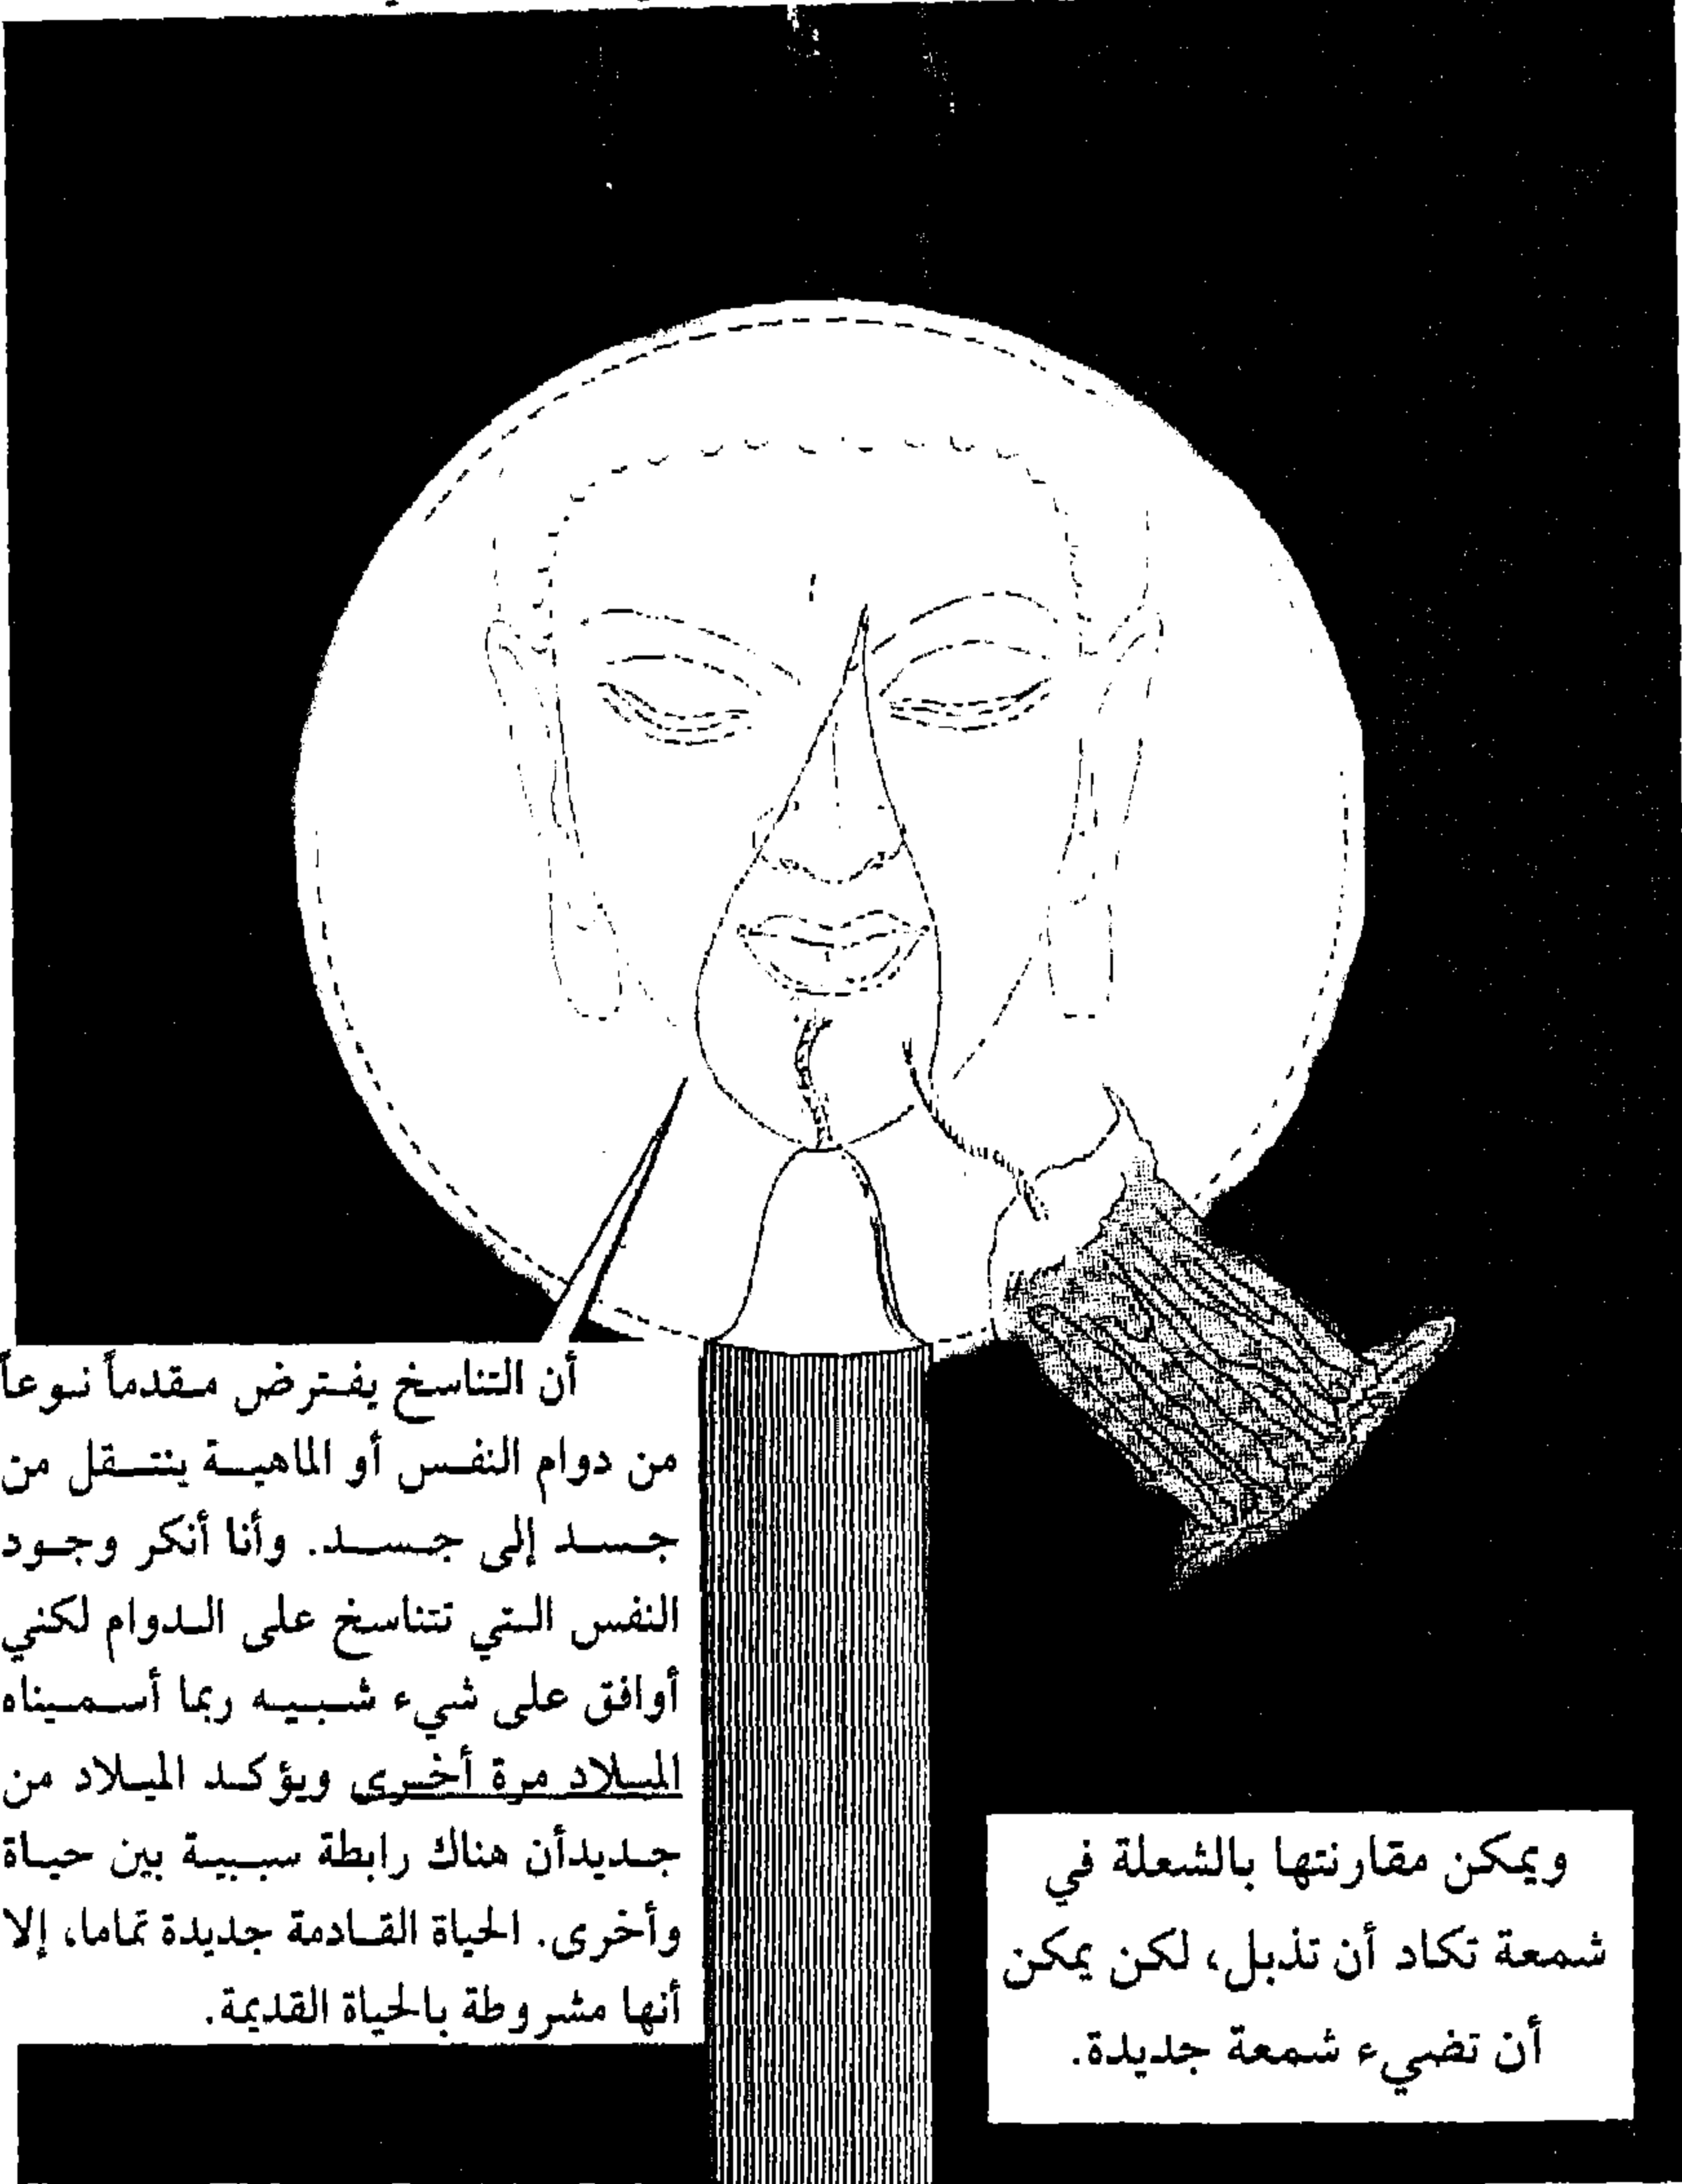 أن التناسخ يفترض مقدماً نوعاً
من دوام النفس أو الماهية ينتقل من
جسد إلى جسد. وأنا أنكر وجود
النفس التي تتناسخ على الدوام لكني
أوافق على شيء شبيه ربما أسميناه
الميلاد مرة أخرى ويؤكد الميلاد من
جديدأن هناك رابطة سببية بين حياة
وأخرى. الحياة القادمة جديدة تماما، إلا
أنها مشروطة بالحياة القديمة.
ويمكن مقارنتها بالشعلة في
شمعة تكاد أن تذبل، لكن يمكن
أن تضيء شمعة جديدة.